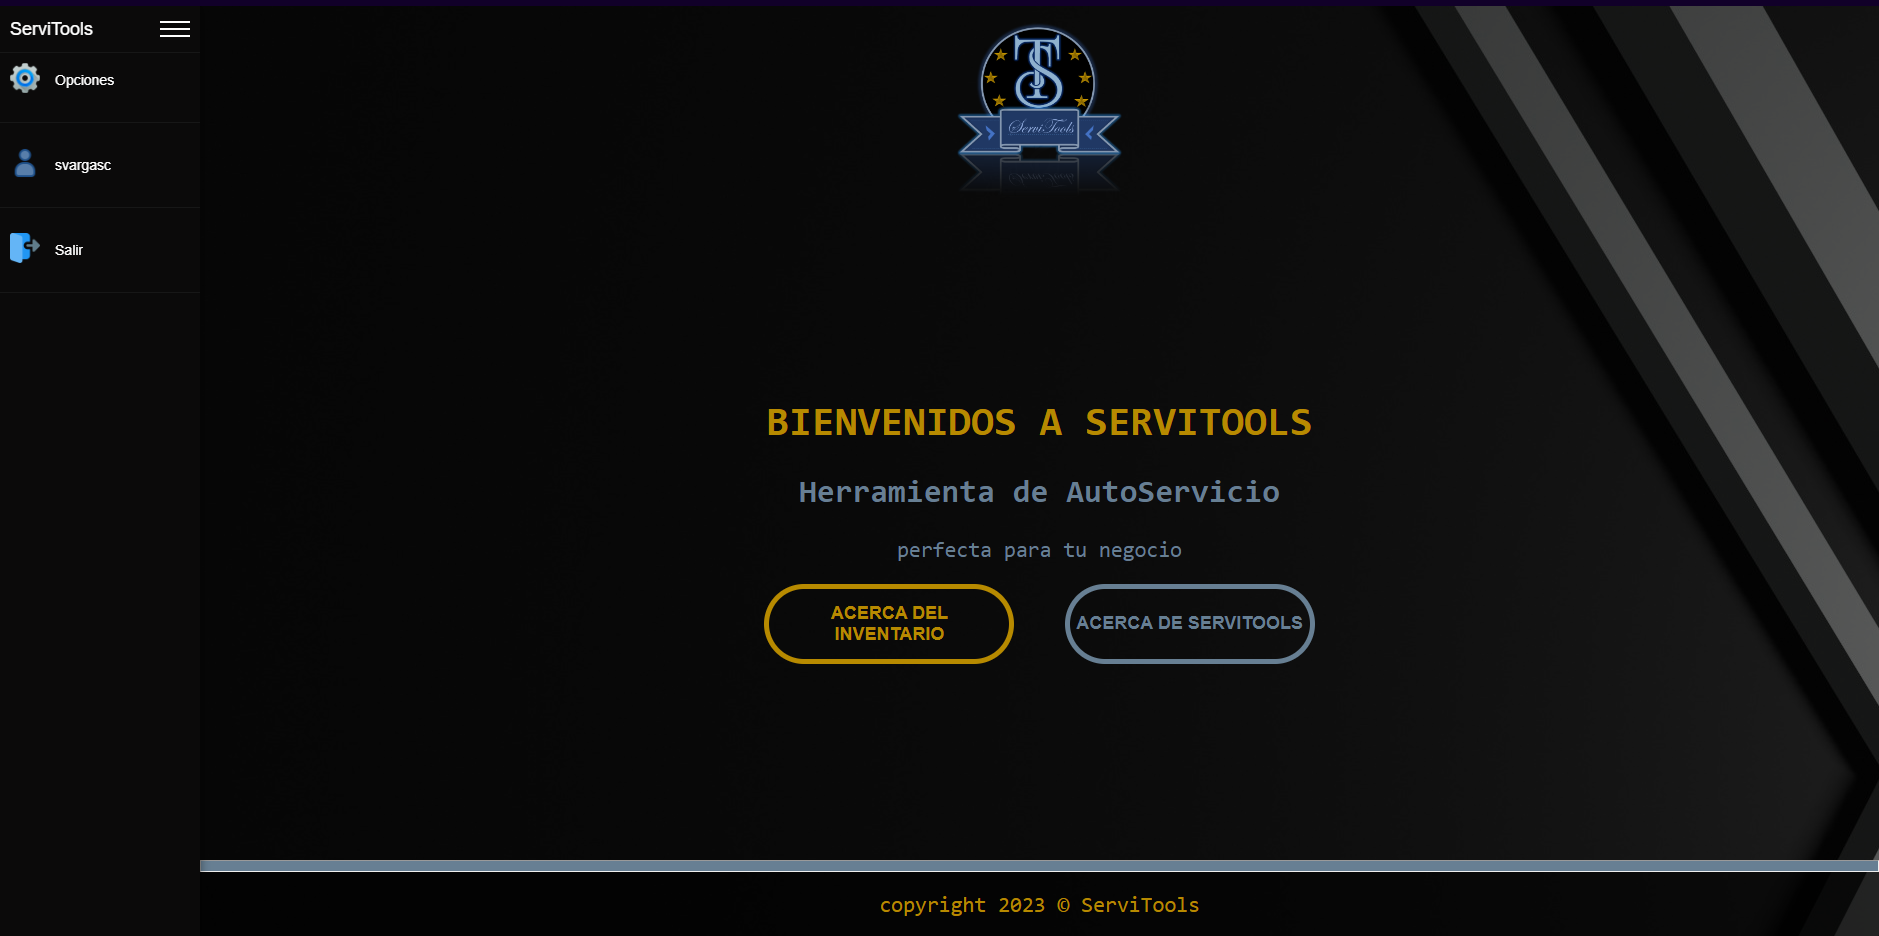 ServiTools
Opciones
svargasc
Salir
TS
ServiTools
BIENVENIDOS A SERVITOOLS
Herramienta de AutoServicio
perfecta para tu negocio
ACERCA DEL
INVENTARIO
ACERCA DE SERVITOOLS
copyright 2023 © ServiTools